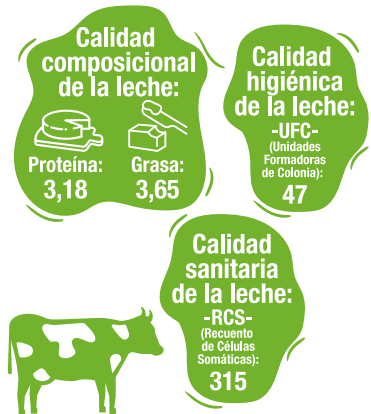 Calidad
composicional
de la leche:
Proteína:
3,18
Grasa:
3,65
Calidad
higiénica
de la leche:
-UFC-
(Unidades
Formadoras
de Colonia):
47
Calidad
sanitaria
de la leche:
-RCS-
(Recuento
de Células
Somáticas):
315